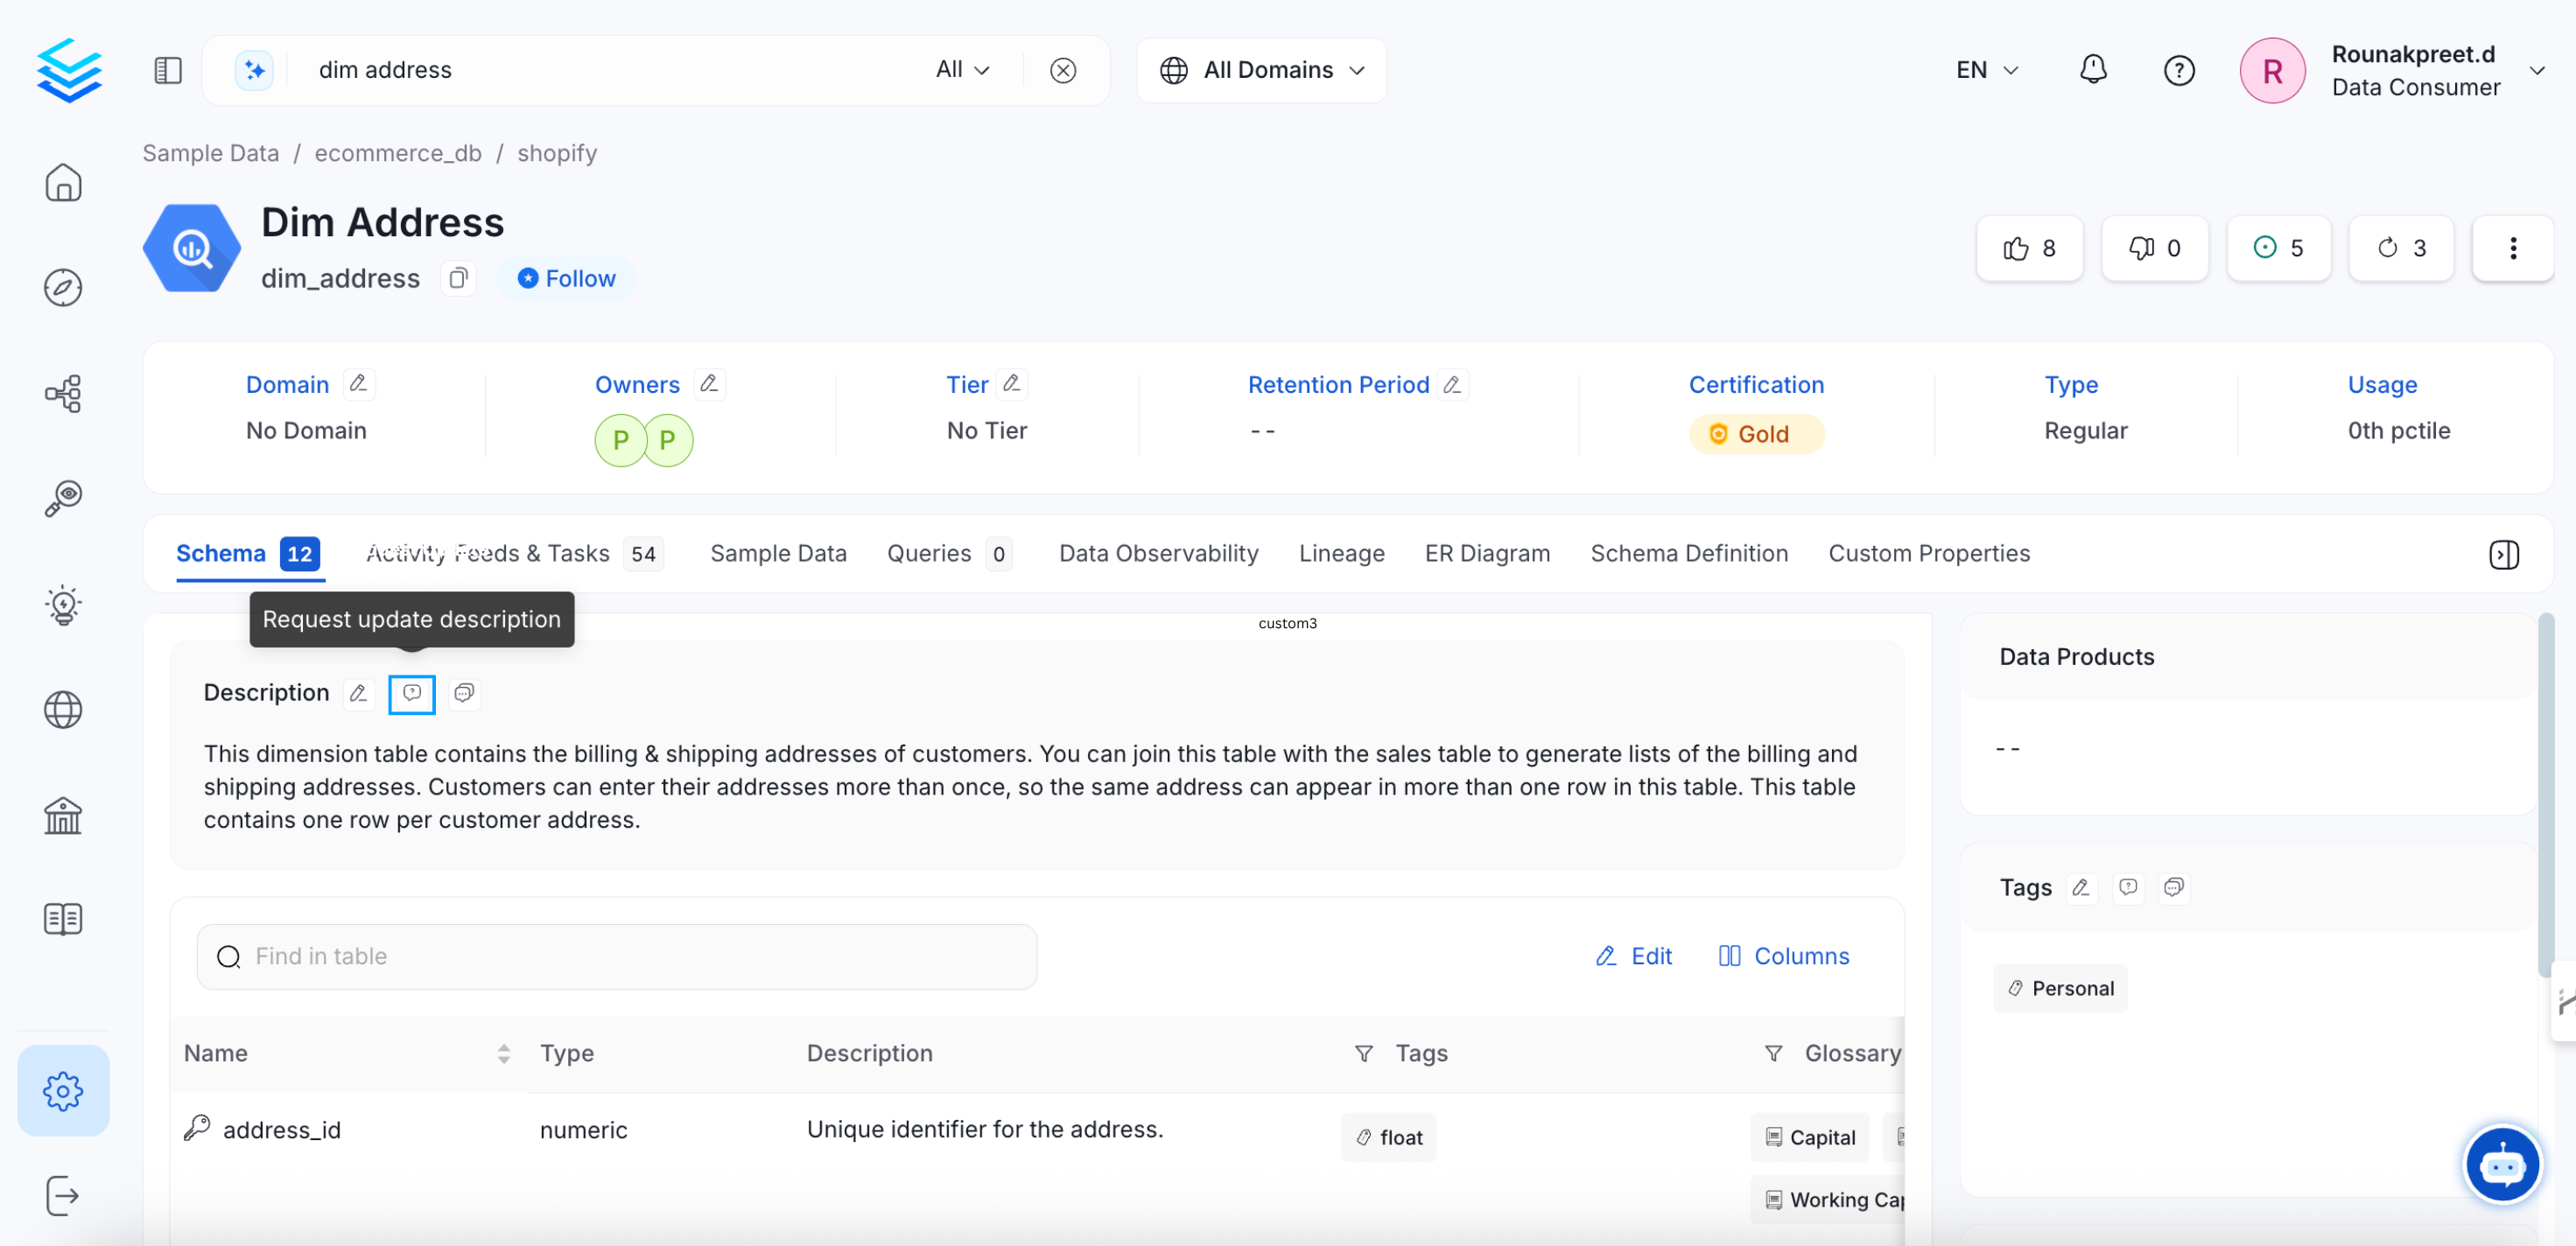 dim address
All
All Domains
EN
R
Rounakpreet.d
Data Consumer
Sample Data / ecommerce_db / shopify
Dim Address
dim_address
Follow
8
0
5
3
Domain
No Domain
Owners
P P
Tier
No Tier
Retention Period
--
Certification
Gold
Type
Regular
Usage
0th pctile
Schema 12
Activity Feeds & Tasks 54
Sample Data
Queries 0
Data Observability
Lineage
ER Diagram
Schema Definition
Custom Properties
Request update description
custom3
Description
This dimension table contains the billing & shipping addresses of customers. You can join this table with the sales table to generate lists of the billing and
shipping addresses. Customers can enter their addresses more than once, so the same address can appear in more than one row in this table. This table
contains one row per customer address.
Find in table
Edit
Columns
Name
Type
Description
Tags
Glossary
address_id
numeric
Unique identifier for the address.
float
Capital
Working
Data Products
--
Tags
Personal